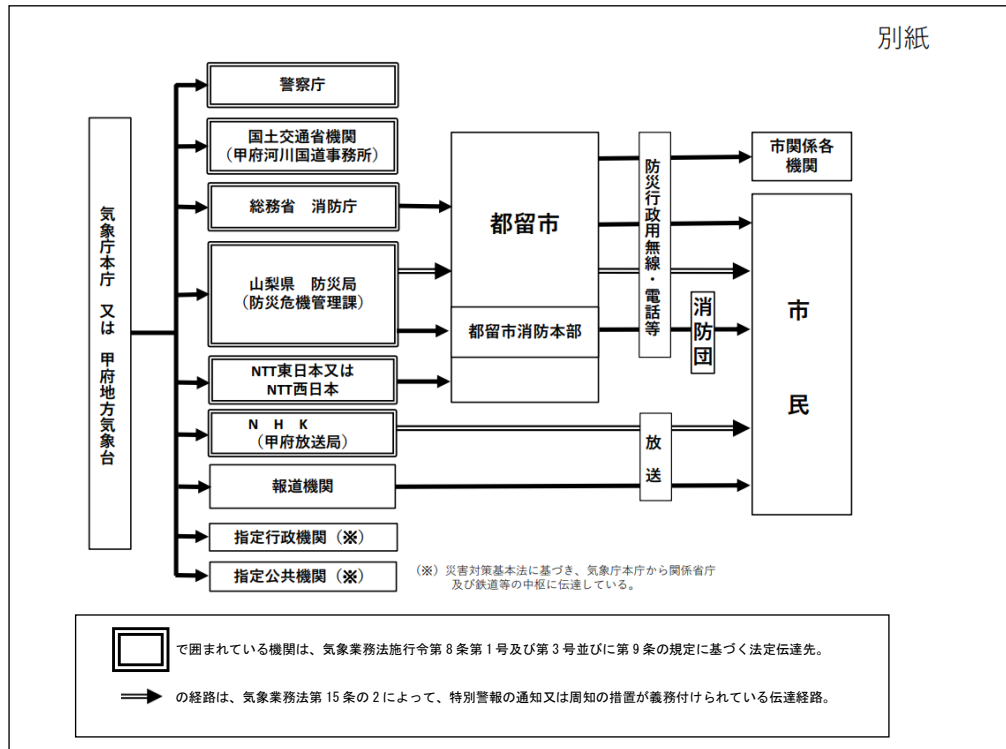 別紙
警察庁
国土交通省機関
（甲府河川国道事務所）
総務省　消防庁
山梨県　防災局
（防災危機管理課）
NTT東日本又は
NTT西日本
Ｎ　Ｈ　Ｋ
（甲府放送局）
報道機関
指定行政機関（※）
指定公共機関（※）
気象庁本庁　又は　甲府地方気象台
都留市
都留市消防本部
防災行政用無線・電話等
消防団
放送
市関係各
機関
市民
（※）災害対策基本法に基づき、気象庁本庁から関係省庁
及び鉄道等の中枢に伝達している。
で囲まれている機関は、気象業務法施行令第８条第１号及び第３号並びに第９条の規定に基づく法定伝達先。
の経路は、気象業務法第15条の２によって、特別警報の通知又は周知の措置が義務付けられている伝達経路。